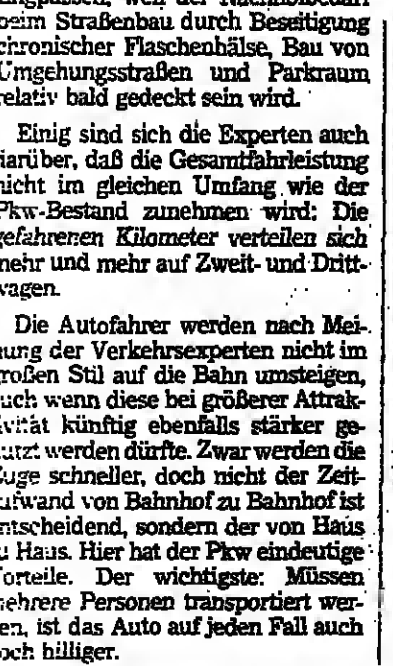 beim Straßenbau durch Beseitigung
chronischer Flaschenhälse, Bau von
Umgehungsstraßen und Parkraum
relativ bald gedeckt sein wird.
Einig sind sich die Experten auch
darüber, daß die Gesamtfahrleistung
nicht im gleichen Umfang wie der
Pkw-Bestand zunehmen wird: Die
gefahrenen Kilometer verteilen sich
mehr und mehr auf Zweit- und Dritt-
wagen.
Die Autofahrer werden nach Mei-
nung der Verkehrsexperten nicht im
großen Stil auf die Bahn umsteigen,
auch wenn diese bei größerer Attrak-
tivität künftig ebenfalls stärker ge-
nutzt werden dürfte. Zwar werden die
Züge schneller, doch nicht der Zeit-
aufwand von Bahnhof zu Bahnhof ist
entscheidend, sondern der von Haus
zu Haus. Hier hat der Pkw eindeutige
Vorteile. Der wichtigste: Müssen
mehrere Personen transportiert wer-
den, ist das Auto auf jeden Fall auch
noch billiger.